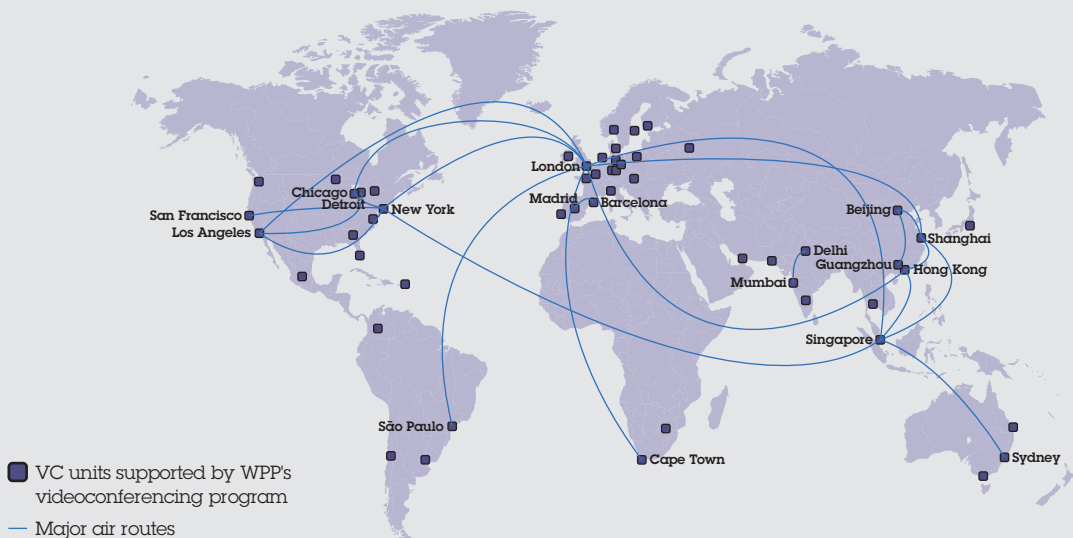 London
Chicago
Detroit
Madrid
Barcelona
San Francisco
New York
Beijing
Los Angeles
Shanghai
Delhi
Guangzhou
Hong Kong
Mumbai
Singapore
São Paulo
Sydney
Cape Town
VC units supported by WPP's
videoconferencing program
Major air routes